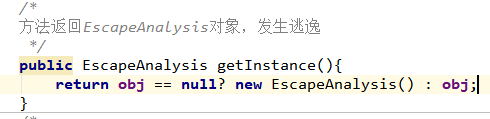 /*
方法返回EscapeAnalysis对象，发生逃逸
*/
public EscapeAnalysis getInstance(){
return obj == null? new EscapeAnalysis() : obj;
}
/*